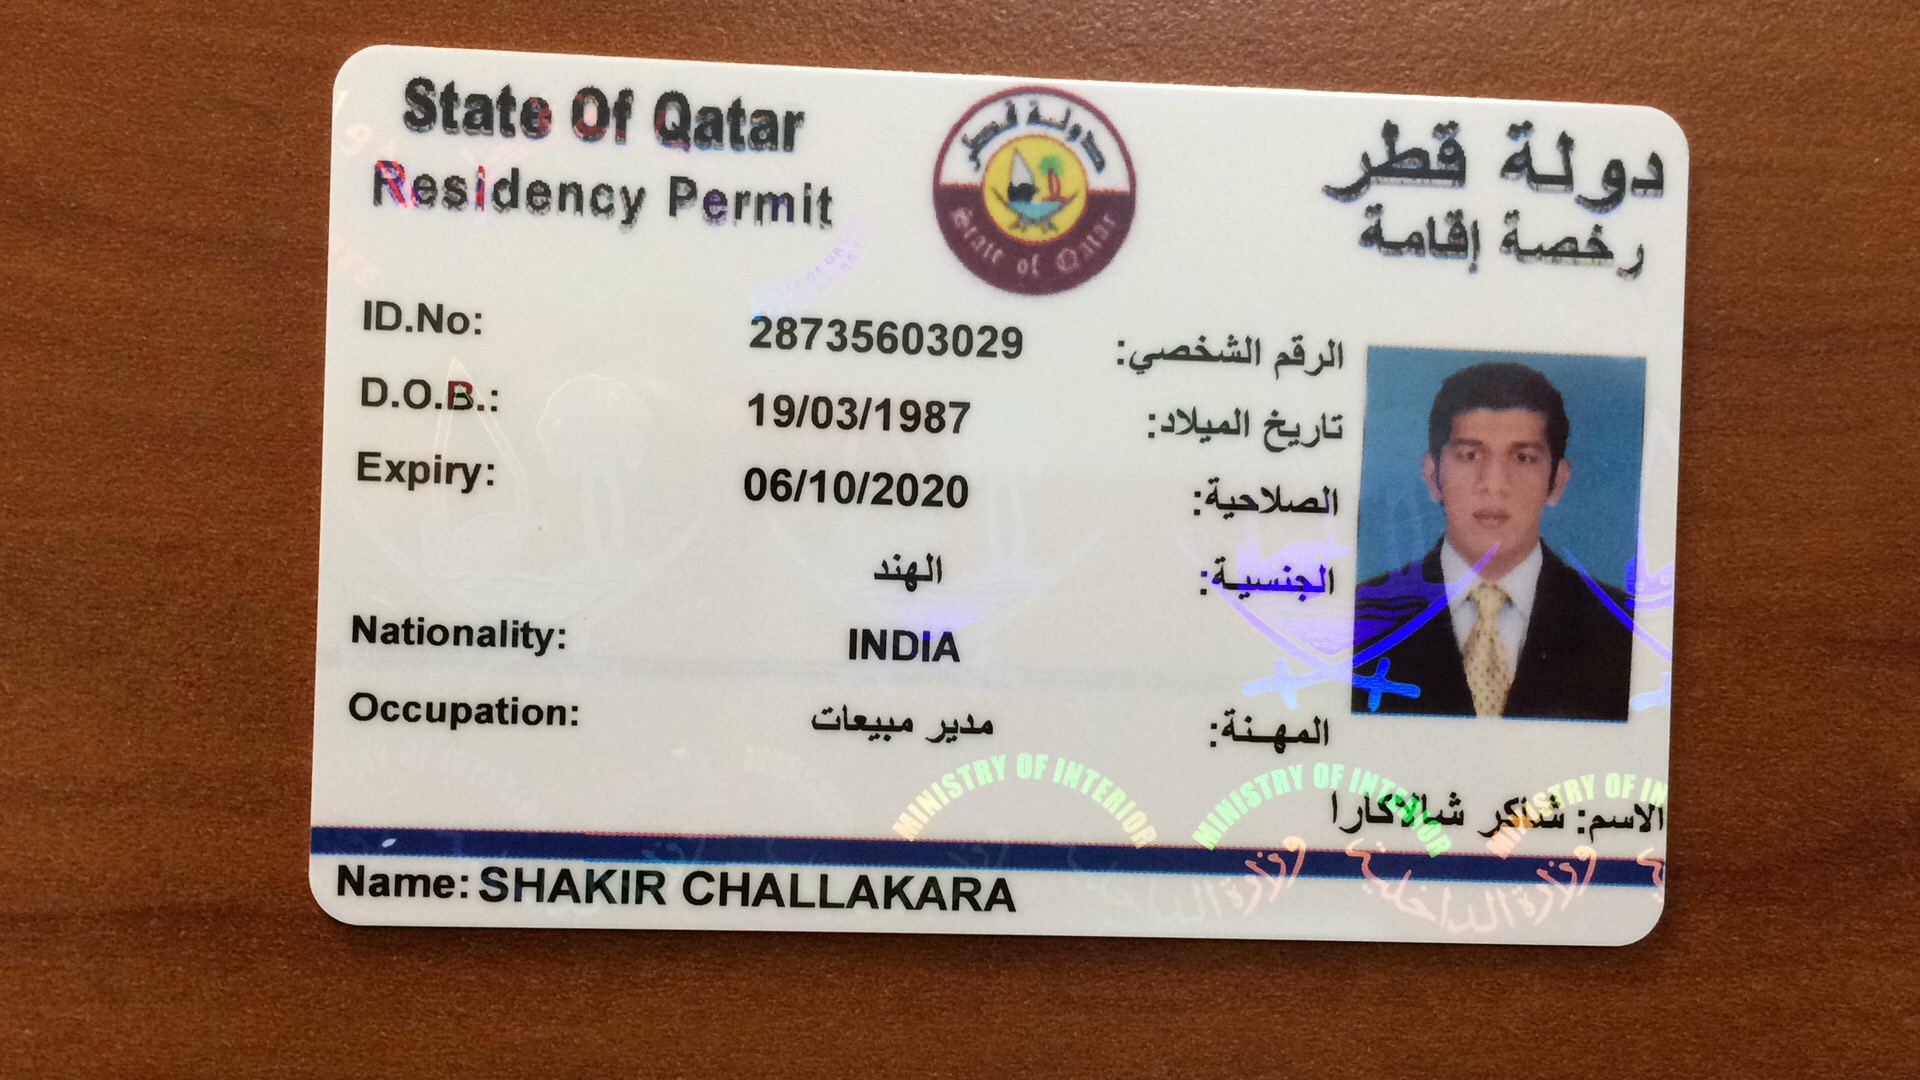 State Of Qatar
دولة قطر
Residency Permit
رخصة إقامة
دولة قطر
State of Qatar
ID.No: 28735603029 الرقم الشخصي:
D.O.B.: 19/03/1987 تاريخ الميلاد:
Expiry: 06/10/2020 الصلاحية:
الهند الجنسية:
Nationality: INDIA
Occupation: مدير مبيعات المهنة:
MINISTRY OF INTERIOR
MINISTRY OF INTERIOR
MINISTRY OF IN
الاسم: شاكر شالاكارا
Name: SHAKIR CHALLAKARA